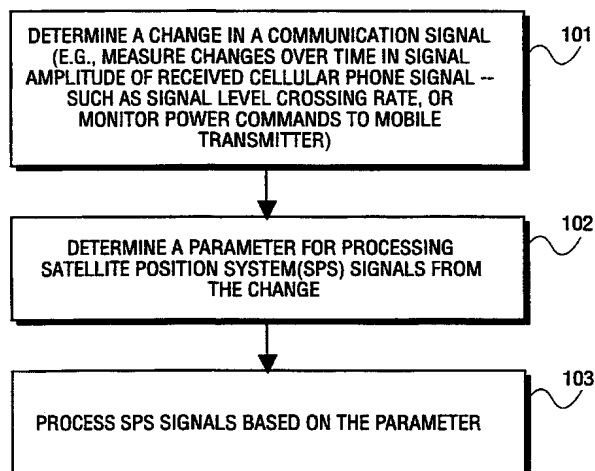 DETERMINE A CHANGE IN A COMMUNICATION SIGNAL
(E.G., MEASURE CHANGES OVER TIME IN SIGNAL
AMPLITUDE OF RECEIVED CELLULAR PHONE SIGNAL --
SUCH AS SIGNAL LEVEL CROSSING RATE, OR
MONITOR POWER COMMANDS TO MOBILE
TRANSMITTER)
101
DETERMINE A PARAMETER FOR PROCESSING
SATELLITE POSITION SYSTEM(SPS) SIGNALS FROM
THE CHANGE
102
PROCESS SPS SIGNALS BASED ON THE PARAMETER
103